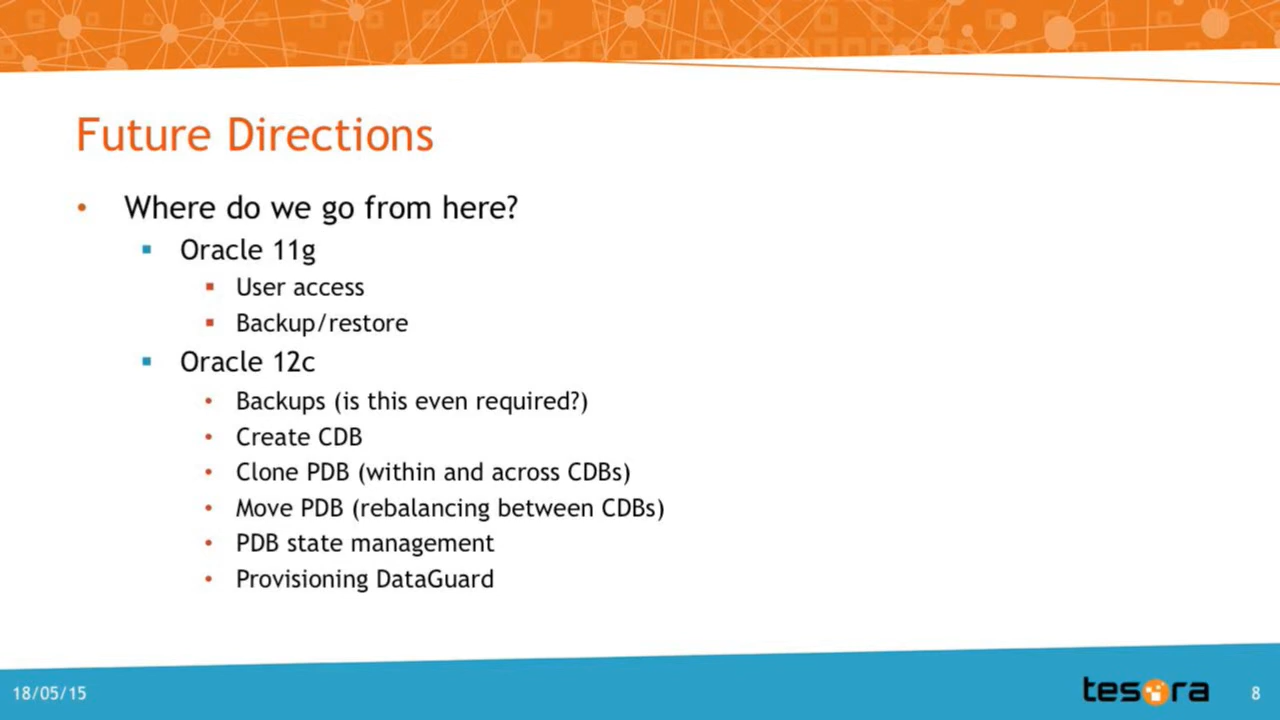 Future Directions
• Where do we go from here?
▪ Oracle 11g
▪ User access
▪ Backup/restore
▪ Oracle 12c
• Backups (is this even required?)
• Create CDB
• Clone PDB (within and across CDBs)
• Move PDB (rebalancing between CDBs)
• PDB state management
• Provisioning DataGuard
18/05/15
tesora
8